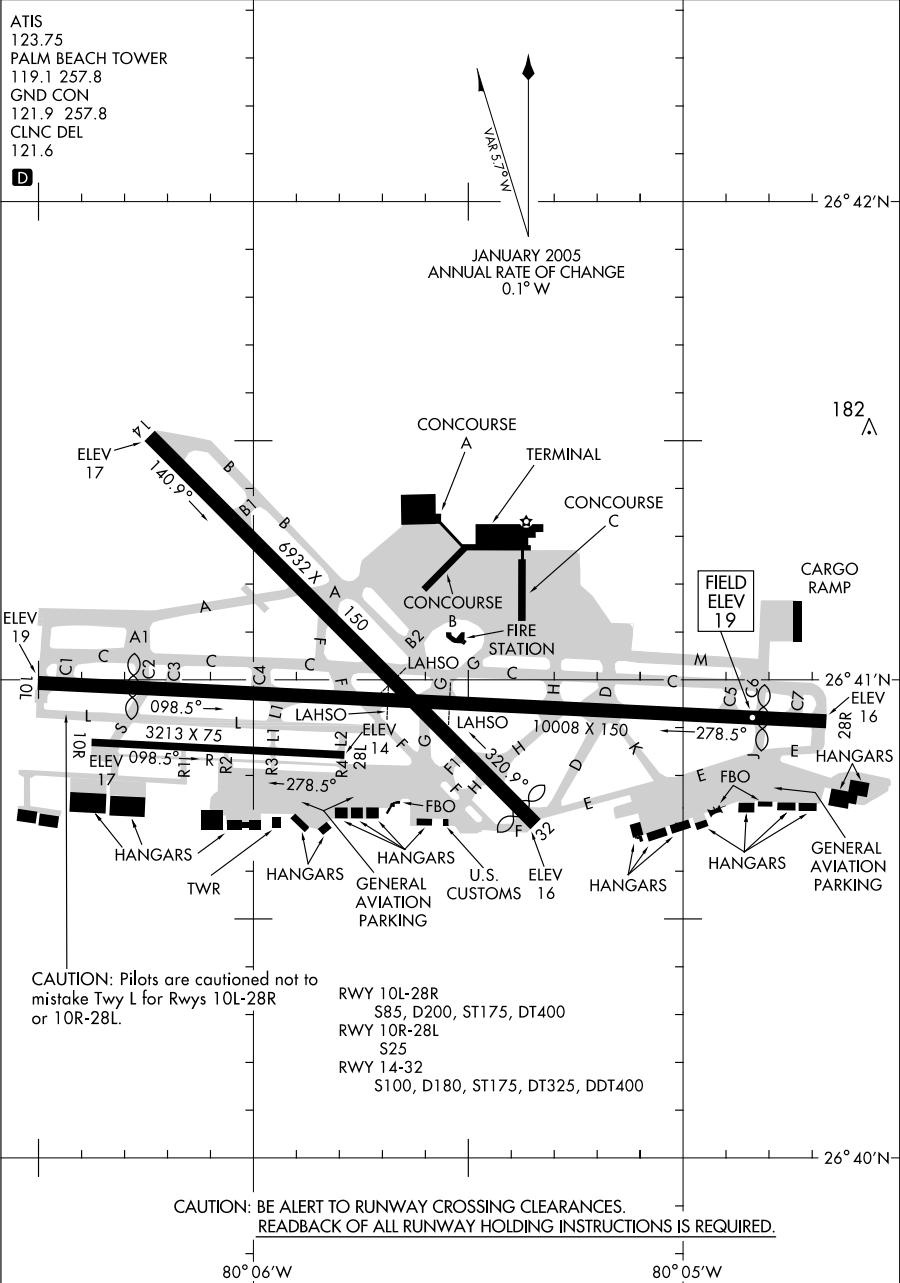 ATIS
123.75
PALM BEACH TOWER
119.1 257.8
GND CON
121.9 257.8
CLNC DEL
121.6
D
VAR 5.7° W
26° 42'N
JANUARY 2005
ANNUAL RATE OF CHANGE
0.1° W
182
CONCOURSE
A
TERMINAL
CONCOURSE
C
14
ELEV
17
140.9°
B
B1
B
6932 X
150
A
A
F
CONCOURSE
B
FIRE
STATION
B2
FIELD
ELEV
19
CARGO
RAMP
ELEV
19
A1
C1
C
C2
C3
C
C4
C
F
LAHSO
G
G
C
H
D
C
M
C5
C6
C7
26° 41'N
10L
098.5°
LAHSO
LAHSO
10008 X 150
278.5°
ELEV
16
28R
L
S
L
L1
L1
3213 X 75
10R
098.5°
ELEV
17
R1
R
R2
R3
278.5°
R4
L2
28L
ELEV
14
F
G
F1
F
H
H
320.9°
D
K
E
E
J
E
F
32
ELEV
16
HANGARS
FBO
FBO
HANGARS
TWR
HANGARS
GENERAL
AVIATION
PARKING
HANGARS
U.S.
CUSTOMS
HANGARS
HANGARS
GENERAL
AVIATION
PARKING
CAUTION: Pilots are cautioned not to
mistake Twy L for Rwys 10L-28R
or 10R-28L.
RWY 10L-28R
S85, D200, ST175, DT400
RWY 10R-28L
S25
RWY 14-32
S100, D180, ST175, DT325, DDT400
26° 40'N
CAUTION: BE ALERT TO RUNWAY CROSSING CLEARANCES.
READBACK OF ALL RUNWAY HOLDING INSTRUCTIONS IS REQUIRED.
80° 06'W
80° 05'W